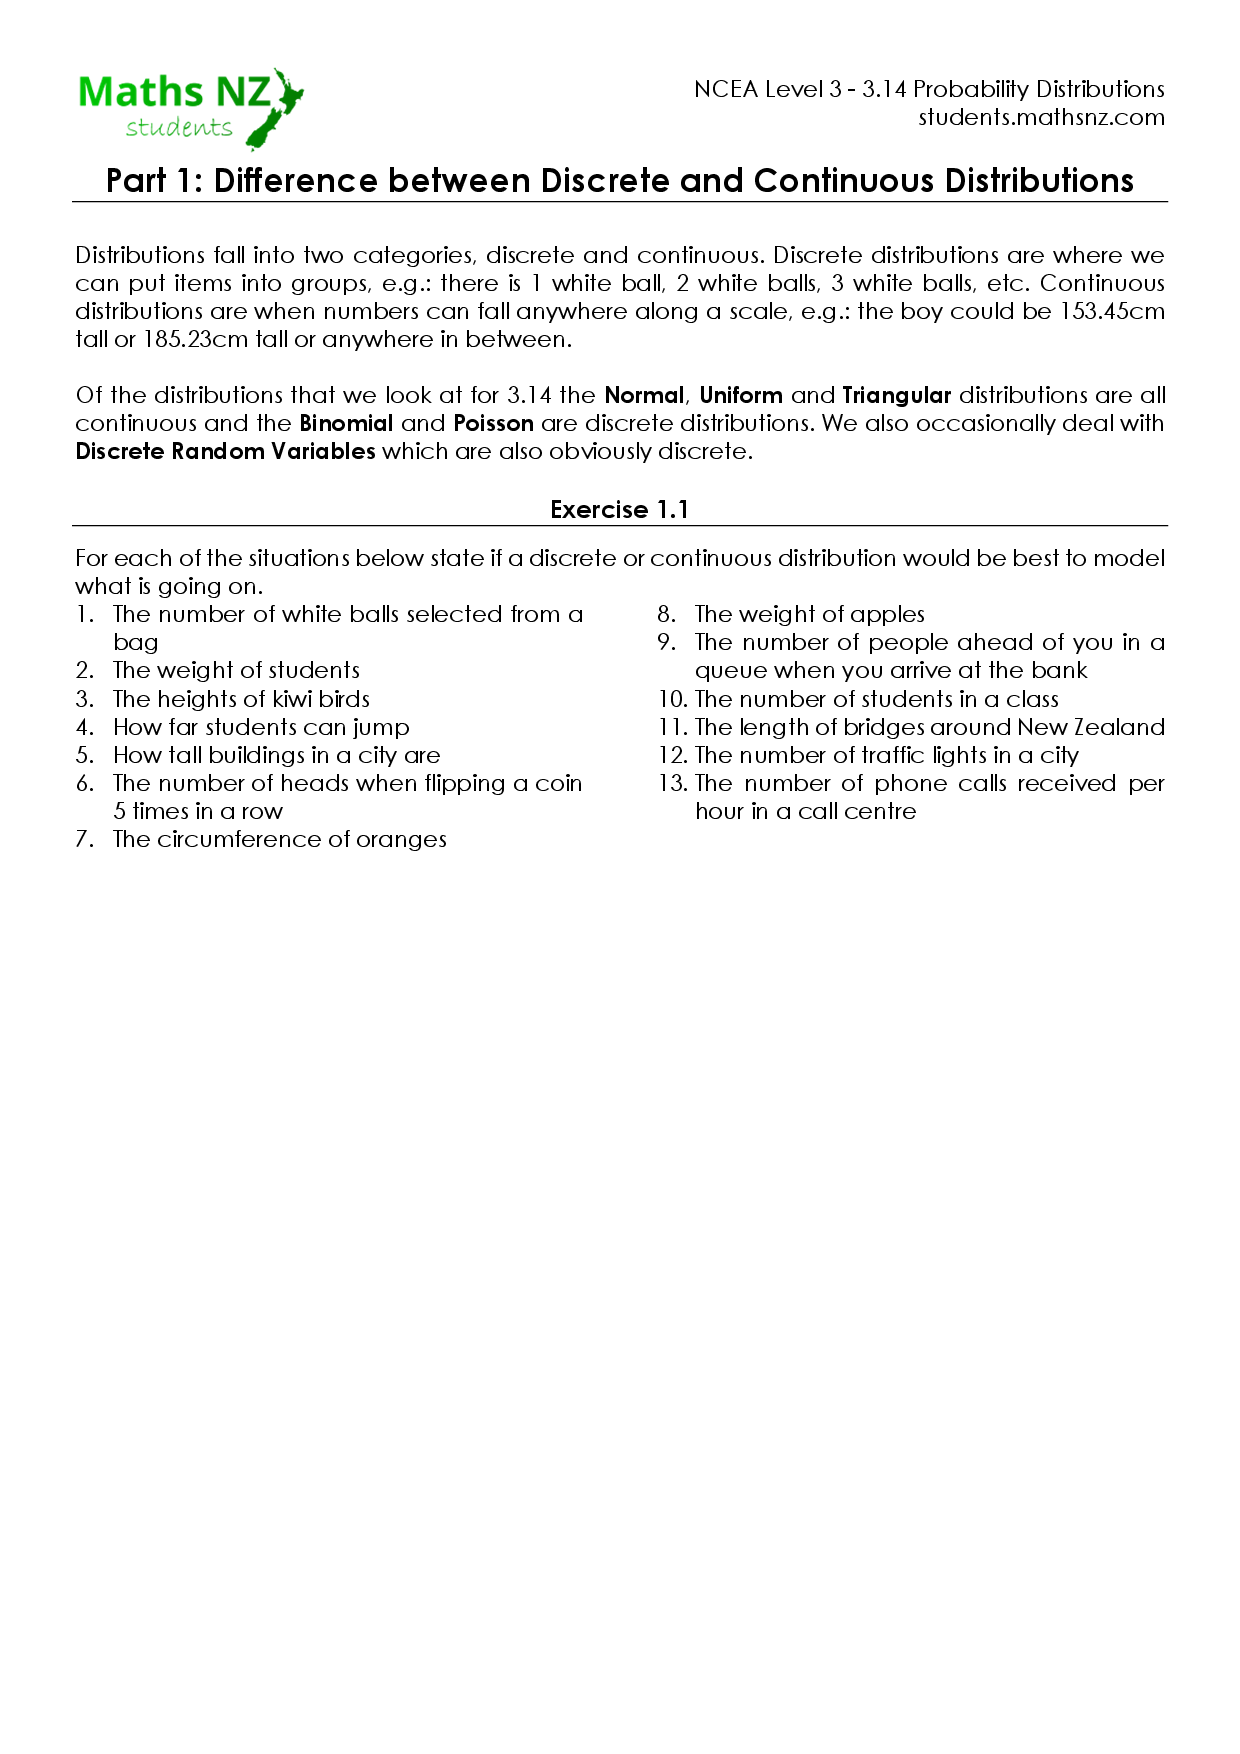 Maths NZ
students
NCEA Level 3 - 3.14 Probability Distributions
students.mathsnz.com
Part 1: Difference between Discrete and Continuous Distributions
Distributions fall into two categories, discrete and continuous. Discrete distributions are where we
can put items into groups, e.g.: there is 1 white ball, 2 white balls, 3 white balls, etc. Continuous
distributions are when numbers can fall anywhere along a scale, e.g.: the boy could be 153.45cm
tall or 185.23cm tall or anywhere in between.
Of the distributions that we look at for 3.14 the Normal, Uniform and Triangular distributions are all
continuous and the Binomial and Poisson are discrete distributions. We also occasionally deal with
Discrete Random Variables which are also obviously discrete.
Exercise 1.1
For each of the situations below state if a discrete or continuous distribution would be best to model
what is going on.
1. The number of white balls selected from a
bag
2. The weight of students
3. The heights of kiwi birds
4. How far students can jump
5. How tall buildings in a city are
6. The number of heads when flipping a coin
5 times in a row
7. The circumference of oranges
8. The weight of apples
9. The number of people ahead of you in a
queue when you arrive at the bank
10. The number of students in a class
11. The length of bridges around New Zealand
12. The number of traffic lights in a city
13. The number of phone calls received per
hour in a call centre